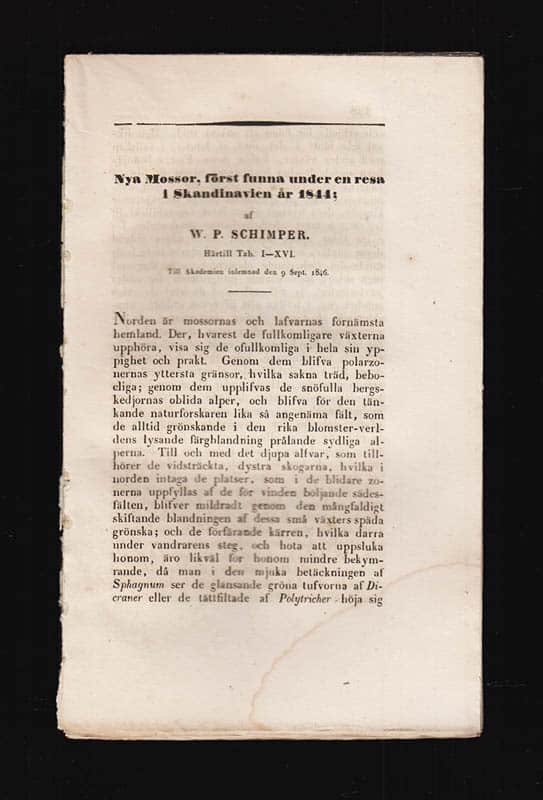 Nya Mossor, först funna under en resa
i Skandinavien år 1844;
af
W. P. SCHIMPER.
Härtill Tab. I—XVI.
Till Akademien inlemnad den 9 Sept. 1846.
Norden är mossornas och lafvarnas förnämsta
hemland. Der, hvarest de fullkomligare växterna
upphöra, visa sig de ofullkomliga i hela sin yp-
pighet och prakt. Genom dem blifva polarzo-
nernas yttersta gränsor, hvilka sakna träd, bebo-
eliga; genom dem upplifvas de snöfulla bergs-
kedjornas oblida alper, och blifva för den tän-
kande naturforskaren lika så angenäma fält, som
de alltid grönskande i den rika blomster-verl-
dens lysande färgblandning prålande sydliga al-
perna. Till och med det djupa allvar, som till-
hörer de vidsträckta, dystra skogarna, hvilka i
norden intaga de platser, som i de blidare zo-
nerna uppfyllas af de för vinden böljande sädes-
fälten, blifver mildradt genom den mångfaldigt
skiftande blandningen af dessa små växters späda
grönska; och de förfärande kärren, hvilka darra
under vandrarens steg, och hota att uppsluka
honom, äro likväl för honom mindre bekym-
rande, då man i den mjuka betäckningen af
Sphagnum ser de glänsande gröna tufvorna af Di-
craner eller de tättfiltade af Polytricher höja sig